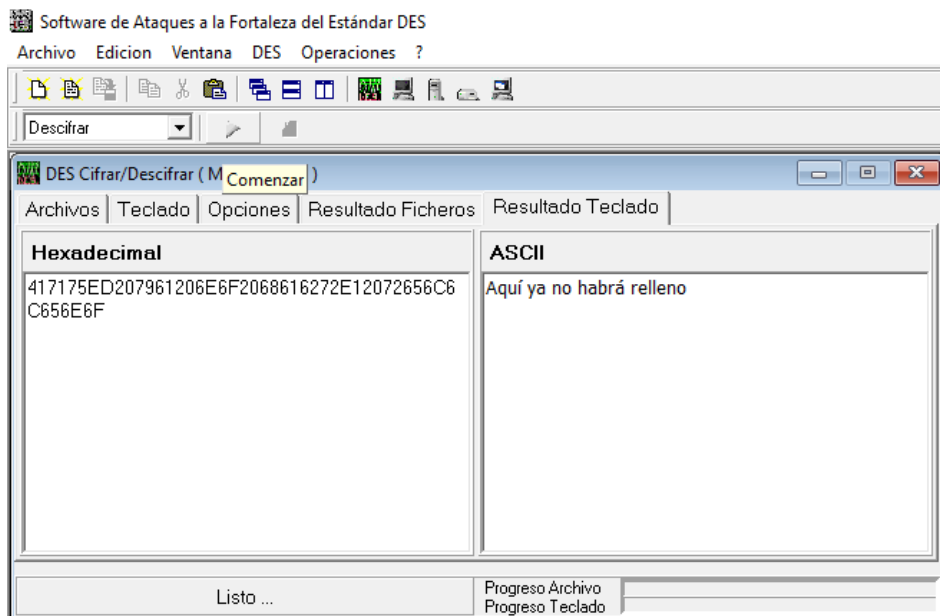 Software de Ataques a la Fortaleza del Estándar DES
Archivo Edicion Ventana DES Operaciones ?
Descifrar
DES Cifrar/Descifrar ( M )
Comenzar
Archivos Teclado Opciones Resultado Ficheros Resultado Teclado
Hexadecimal ASCII
417175ED207961206E6F2068616272E12072656C6 Aquí ya no habrá relleno
C656E6F
Listo ... Progreso Archivo
Progreso Teclado